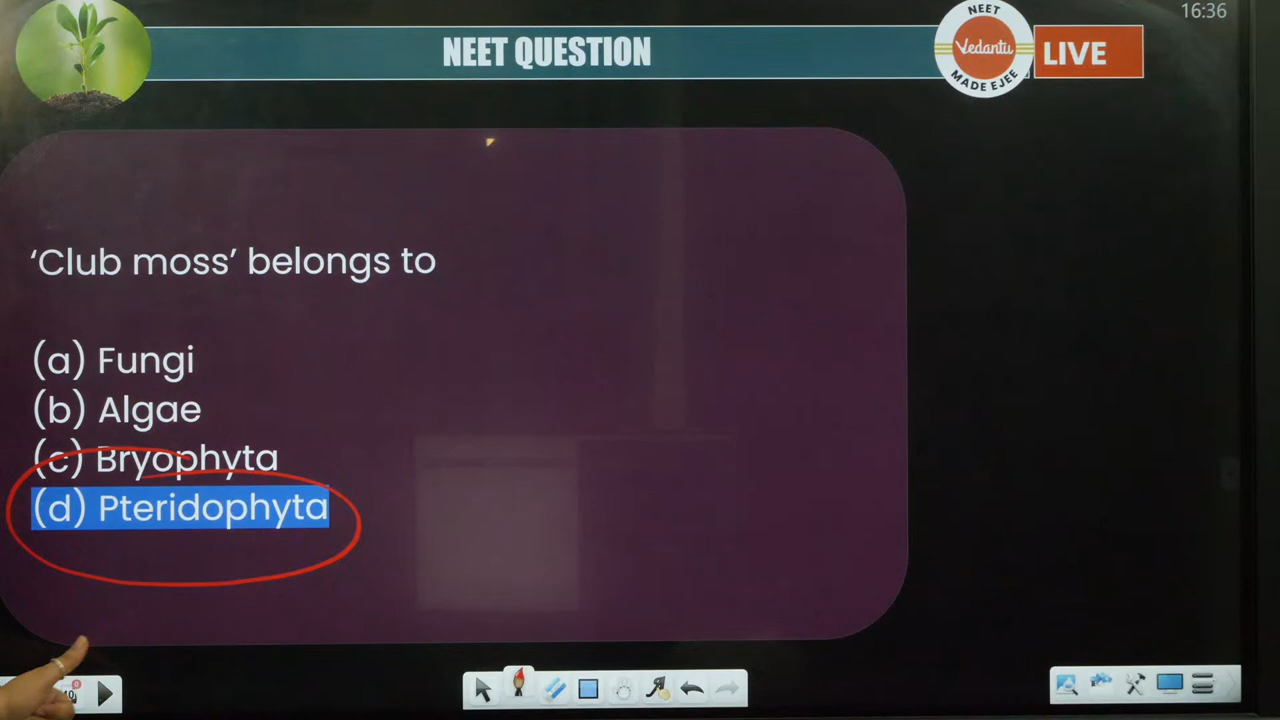 16:36
NEET QUESTION
NEET
Vedantu
MADE EJEE
LIVE
‘Club moss’ belongs to
(a) Fungi
(b) Algae
(c) Bryophyta
(d) Pteridophyta